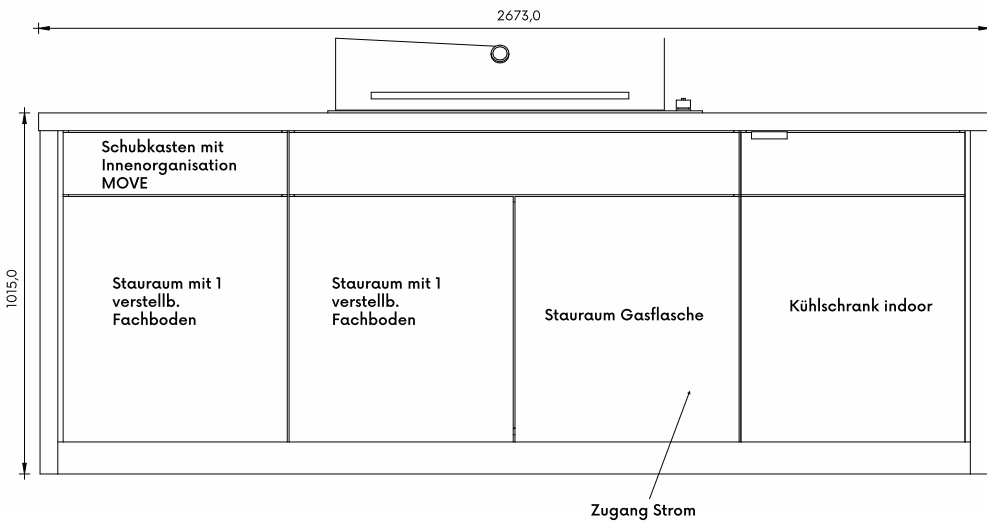 2673,0
Schubkasten mit
Innenorganisation
MOVE
1015,0
Stauraum mit 1
verstellb.
Fachboden
Stauraum mit 1
verstellb.
Fachboden
Stauraum Gasflasche
Kühlschrank indoor
Zugang Strom